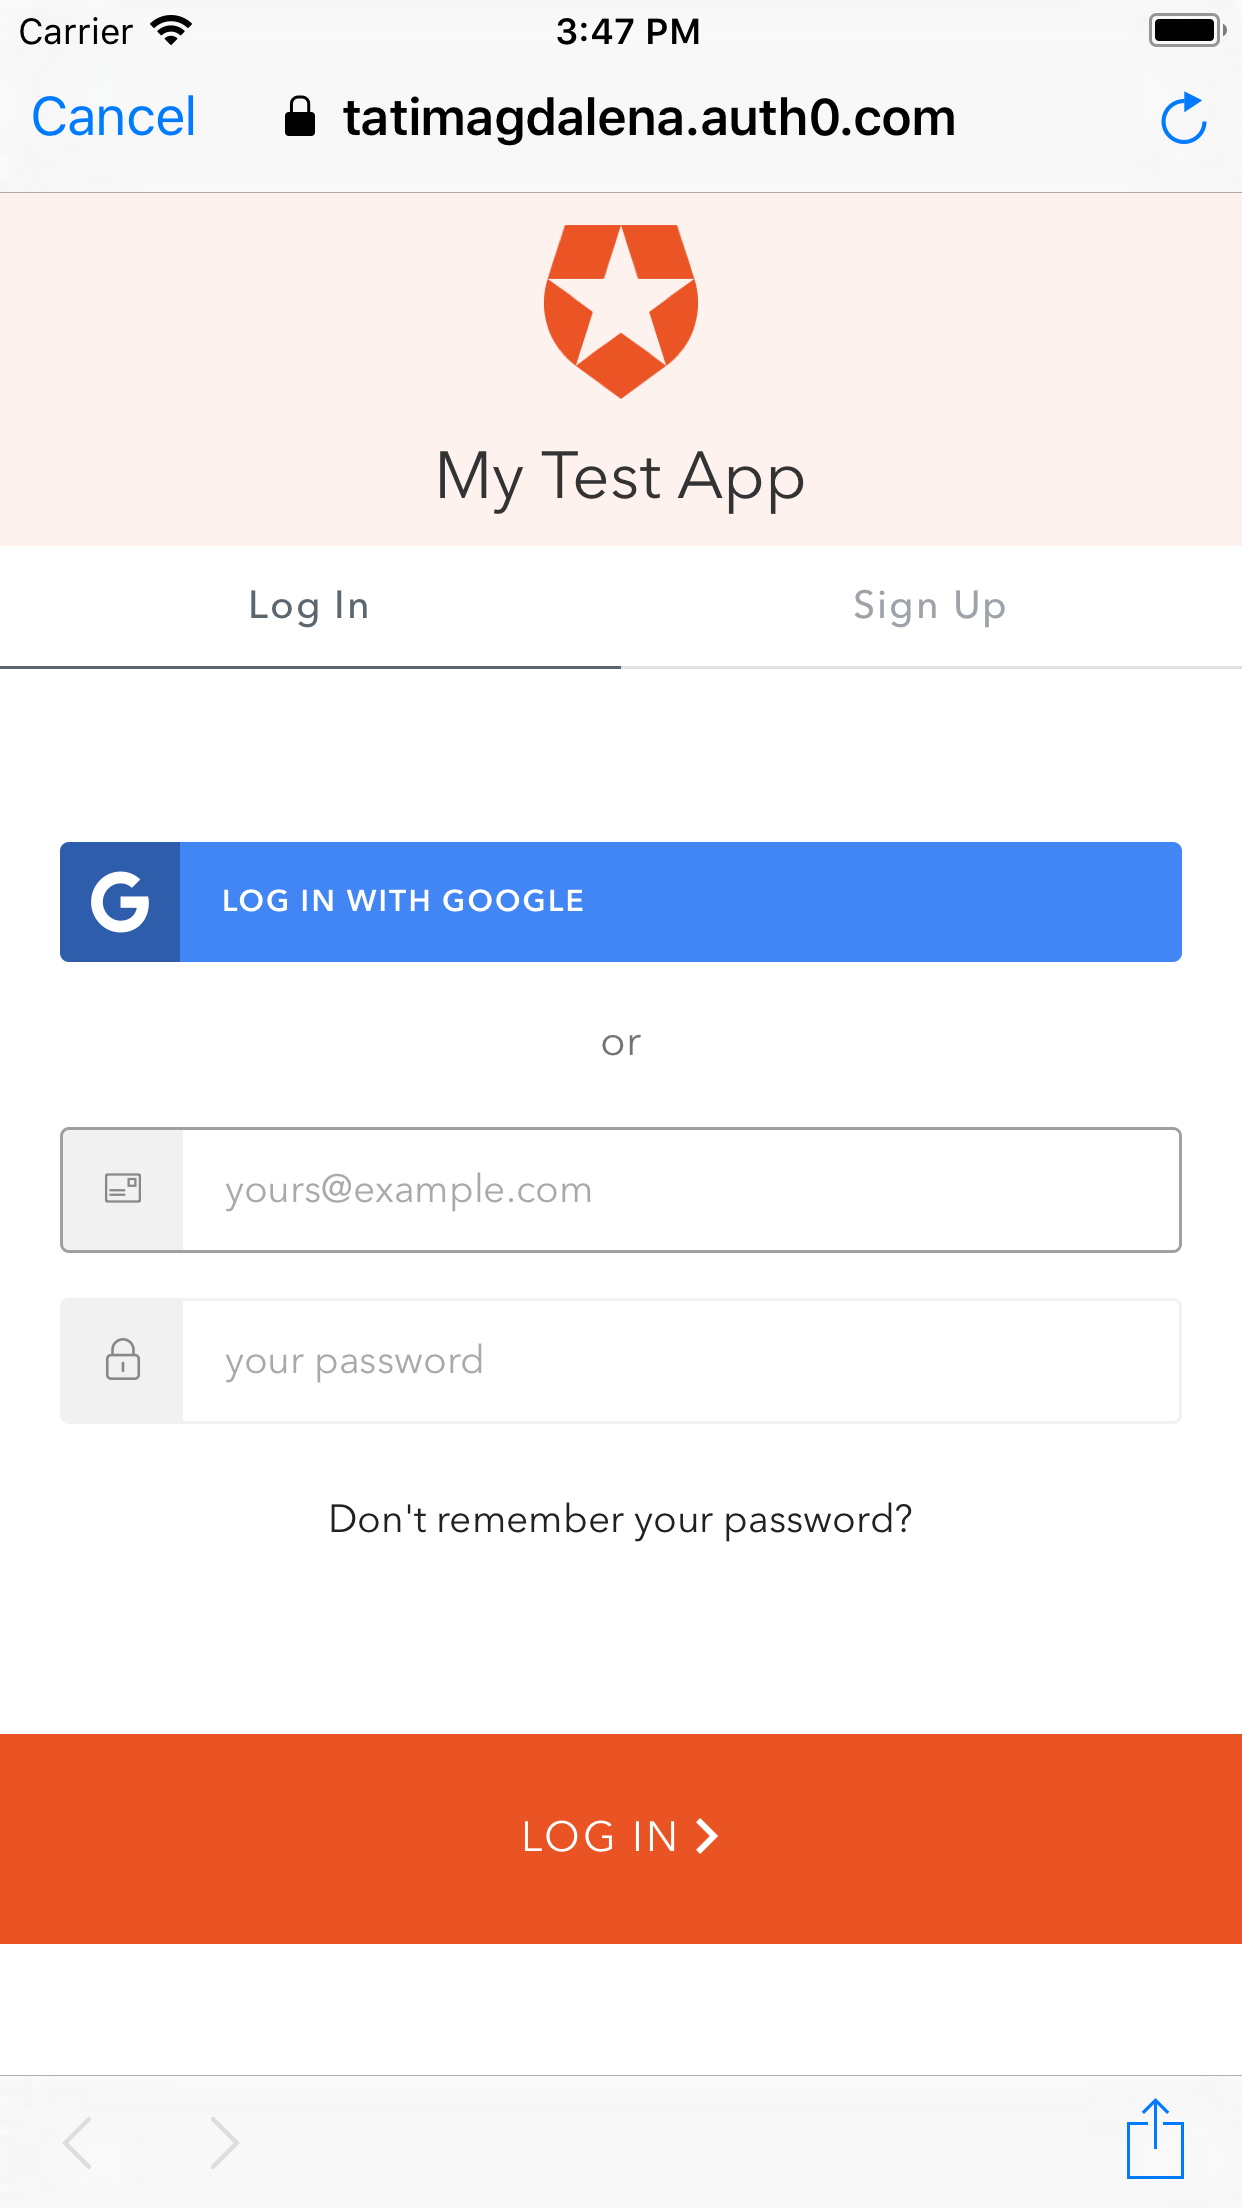 Carrier 3:47 PM
Cancel tatimagdalena.auth0.com
My Test App
Log In Sign Up
LOG IN WITH GOOGLE
or
yours@example.com
your password
Don't remember your password?
LOG IN